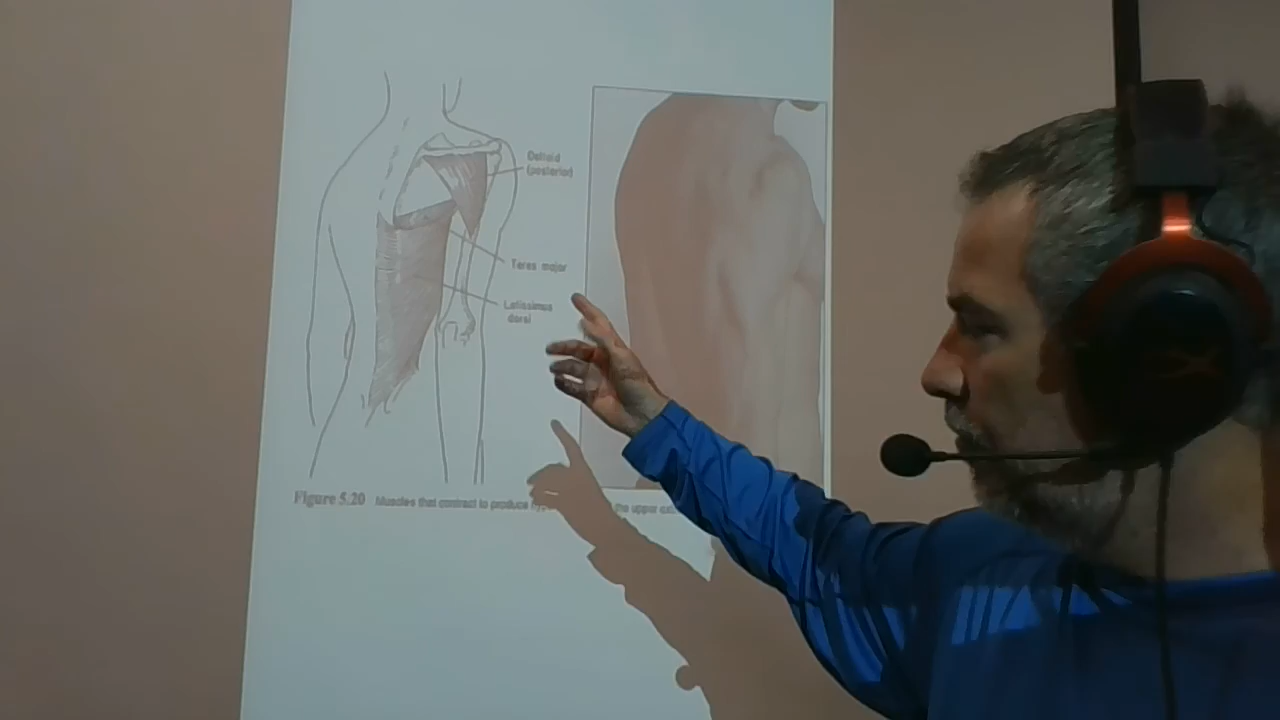 Deltoid
(posterior)
Teres major
Latissimus
dorsi
Figure 5.20 Muscles that contract to produce the upper